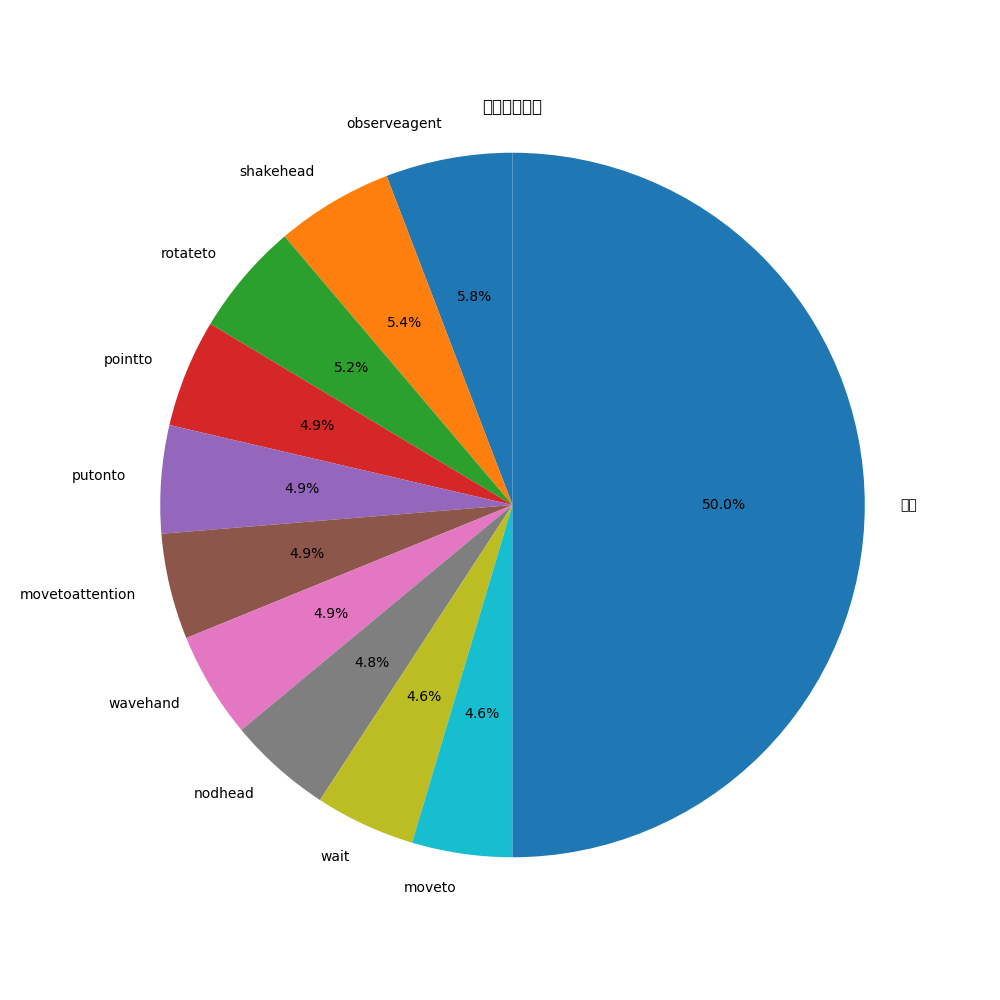 observeagent
shakehead
rotateto
pointto
putonto
movetoattention
wavehand
nodhead
wait
moveto
5.8%
5.4%
5.2%
4.9%
4.9%
4.9%
4.9%
4.8%
4.6%
4.6%
50.0%